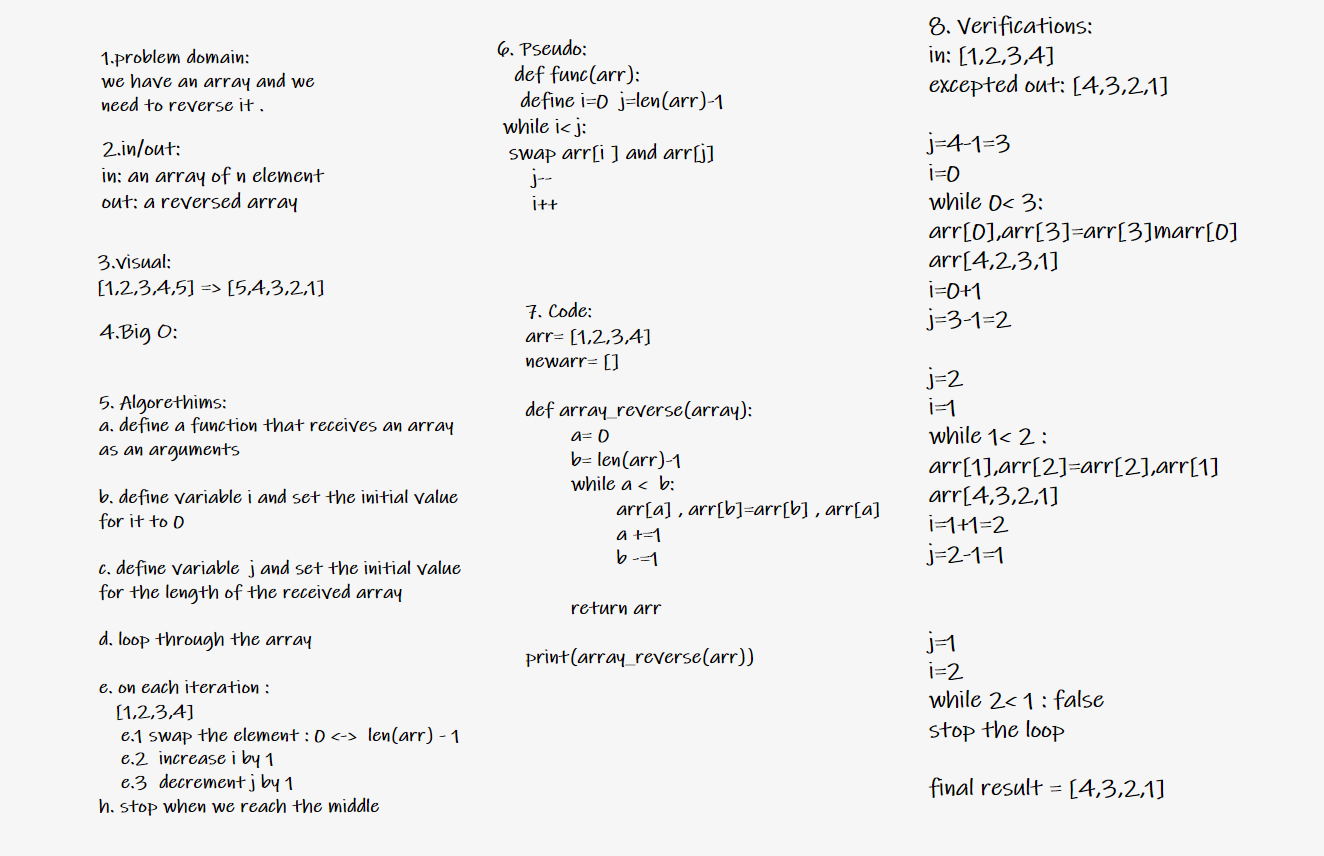 1.problem domain:
we have an array and we
need to reverse it .
2.in/out:
in: an array of n element
out: a reversed array
3.visual:
[1,2,3,4,5] => [5,4,3,2,1]
4.Big O:
5. Algorethims:
a. define a function that receives an array
as an arguments
b. define variable i and set the initial value
for it to 0
c. define variable j and set the initial value
for the length of the received array
d. loop through the array
e. on each iteration :
[1,2,3,4]
e.1 swap the element : 0 <-> len(arr) - 1
e.2 increase i by 1
e.3 decrement j by 1
h. stop when we reach the middle
6. Pseudo:
def func(arr):
define i=0 j=len(arr)-1
while i< j:
swap arr[i ] and arr[j]
j--
i++
7. Code:
arr= [1,2,3,4]
newarr= []
def array_reverse(array):
a= 0
b= len(arr)-1
while a < b:
arr[a] , arr[b]=arr[b] , arr[a]
a +=1
b -=1
return arr
print(array_reverse(arr))
8. Verifications:
in: [1,2,3,4]
excepted out: [4,3,2,1]
j=4-1=3
i=0
while 0< 3:
arr[0],arr[3]=arr[3]marr[0]
arr[4,2,3,1]
i=0+1
j=3-1=2
j=2
i=1
while 1< 2 :
arr[1],arr[2]=arr[2],arr[1]
arr[4,3,2,1]
i=1+1=2
j=2-1=1
j=1
i=2
while 2< 1 : false
stop the loop
final result = [4,3,2,1]